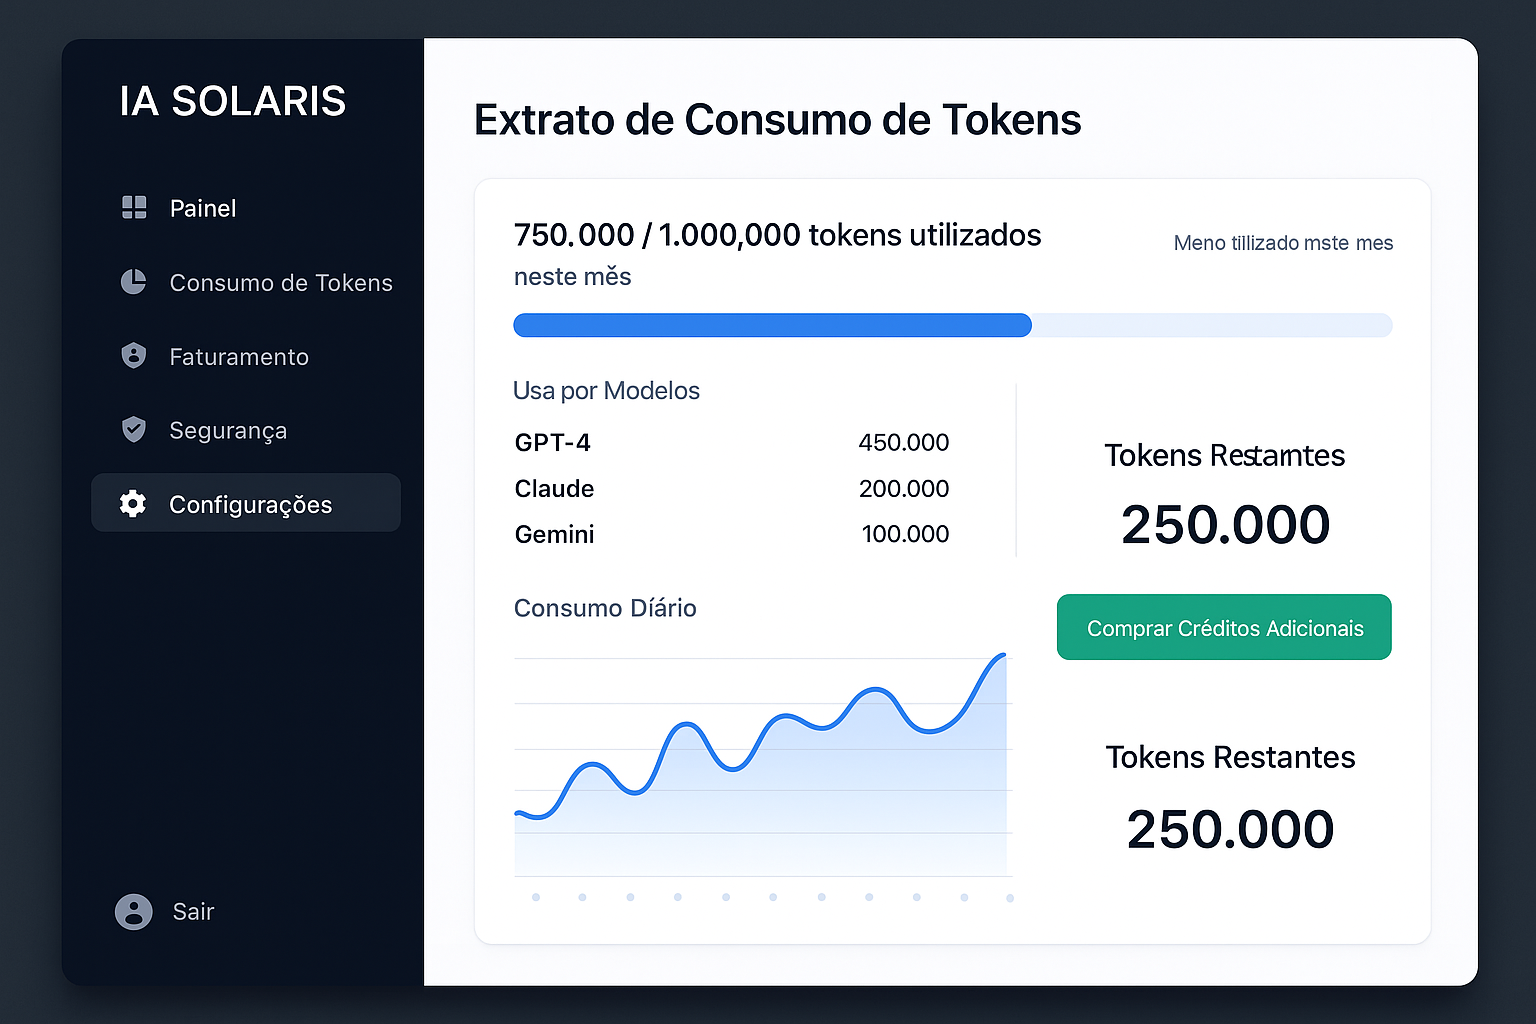 IA SOLARIS
Painel
Consumo de Tokens
Faturamento
Segurança
Configurações
Sair
Extrato de Consumo de Tokens
750.000 / 1.000,000 tokens utilizados
neste měs
Meno tillizado mste mes
Usa por Modelos
GPT-4 450.000
Claude 200.000
Gemini 100.000
Tokens Restamtes
250.000
Comprar Créditos Adicionais
Consumo Díário
Tokens Restantes
250.000